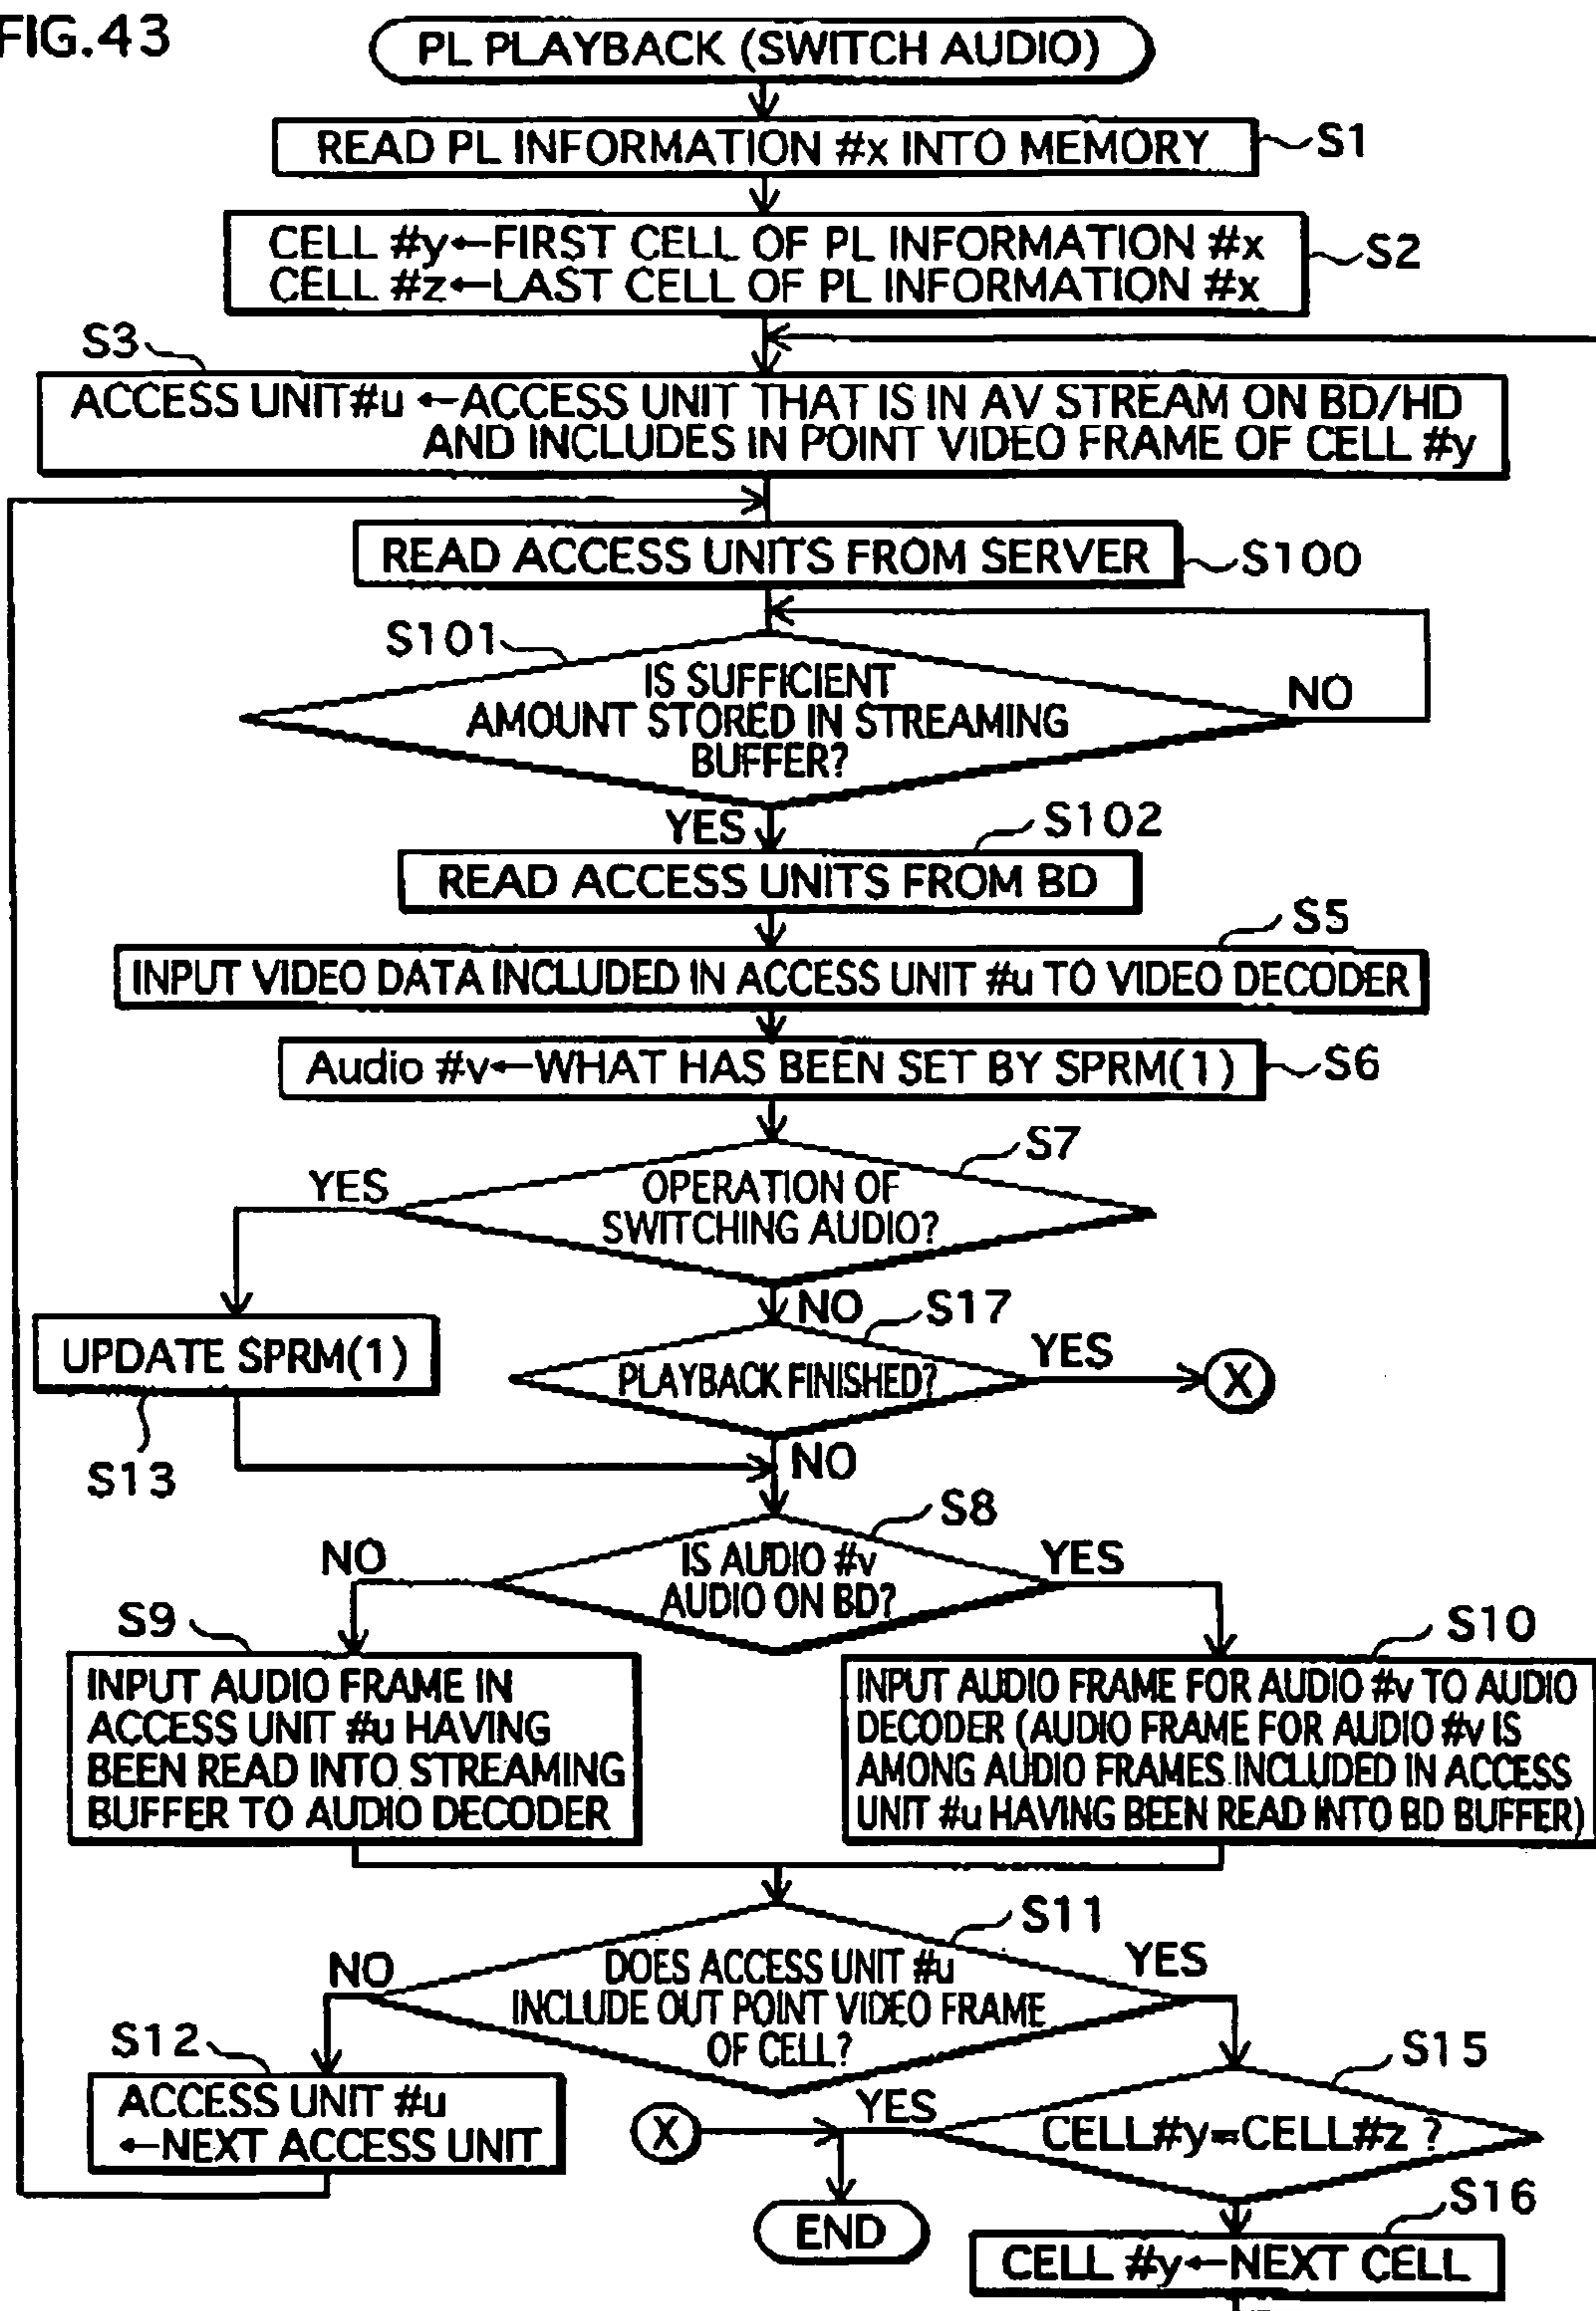 FIG.43
PL PLAYBACK (SWITCH AUDIO)
READ PL INFORMATION #x INTO MEMORY
S1
CELL #y←FIRST CELL OF PL INFORMATION #x
CELL #z←LAST CELL OF PL INFORMATION #x
S2
S3
ACCESS UNIT#u ←ACCESS UNIT THAT IS IN AV STREAM ON BD/HD
AND INCLUDES IN POINT VIDEO FRAME OF CELL #y
READ ACCESS UNITS FROM SERVER
S100
S101
IS SUFFICIENT
AMOUNT STORED IN STREAMING
BUFFER?
NO
YES
S102
READ ACCESS UNITS FROM BD
S5
INPUT VIDEO DATA INCLUDED IN ACCESS UNIT #u TO VIDEO DECODER
Audio #v←WHAT HAS BEEN SET BY SPRM(1)
S6
S7
YES
OPERATION OF
SWITCHING AUDIO?
NO
S17
UPDATE SPRM(1)
PLAYBACK FINISHED?
YES
X
S13
NO
S8
NO
IS AUDIO #v
AUDIO ON BD?
YES
S9
S10
INPUT AUDIO FRAME IN
ACCESS UNIT #u HAVING
BEEN READ INTO STREAMING
BUFFER TO AUDIO DECODER
INPUT AUDIO FRAME FOR AUDIO #v TO AUDIO
DECODER (AUDIO FRAME FOR AUDIO #v IS
AMONG AUDIO FRAMES INCLUDED IN ACCESS
UNIT #u HAVING BEEN READ INTO BD BUFFER)
S11
NO
DOES ACCESS UNIT #u
INCLUDE OUT POINT VIDEO FRAME
OF CELL?
YES
S12
ACCESS UNIT #u
←NEXT ACCESS UNIT
S15
X
YES
CELL#y=CELL#z ?
END
S16
CELL #y←NEXT CELL